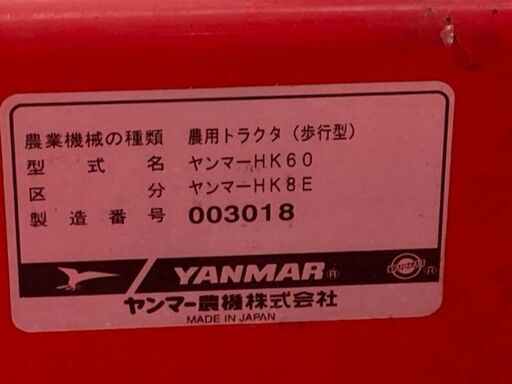 農業機械の種類 農用トラクタ（歩行型）
型式名 ヤンマーHK60
区分 ヤンマーHK8E
製造番号 003018
YANMAR® YANMAR ®
ヤンマー農機株式会社
MADE IN JAPAN